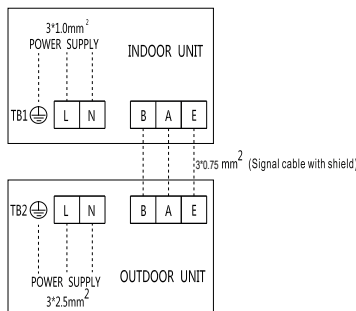 3*1.0mm²
POWER SUPPLY
INDOOR UNIT
TB1 L N B A E
3*0.75 mm² (Signal cable with shield)
TB2 L N B A E
POWER SUPPLY
3*2.5mm²
OUTDOOR UNIT